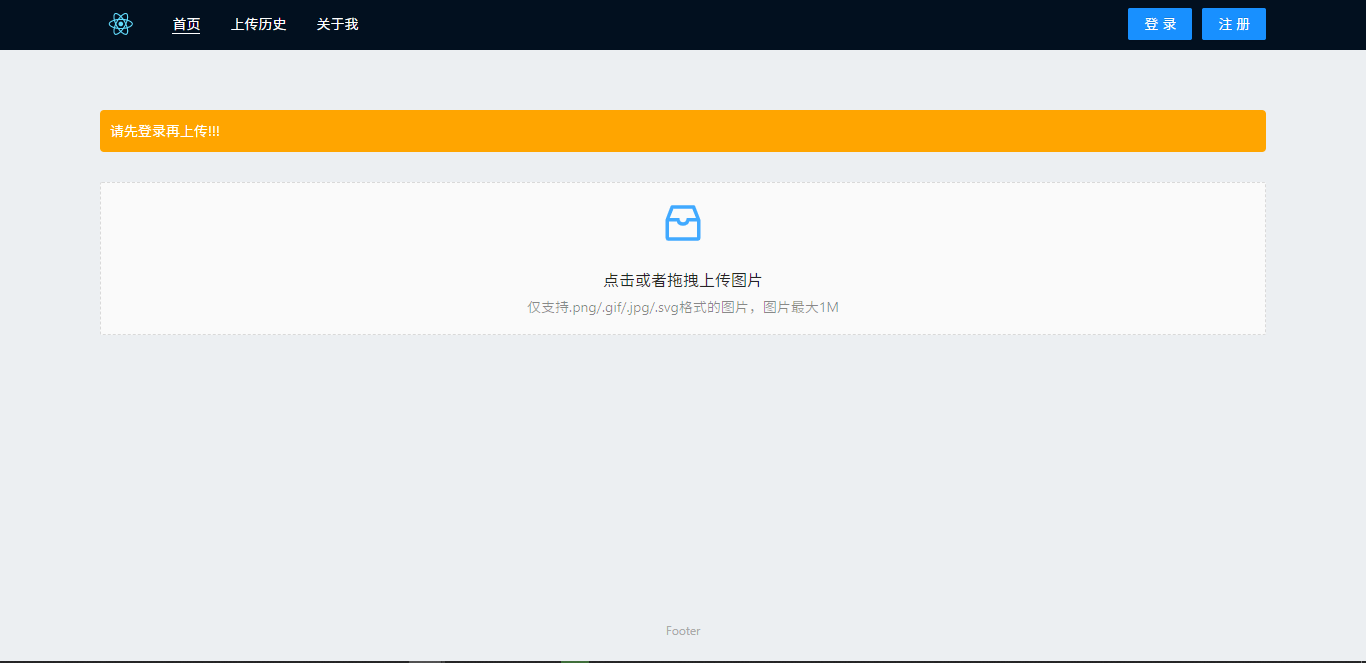 首页 上传历史 关于我 登 录 注 册
请先登录再上传!!!
点击或者拖拽上传图片
仅支持.png/.gif/.jpg/.svg格式的图片，图片最大1M
Footer